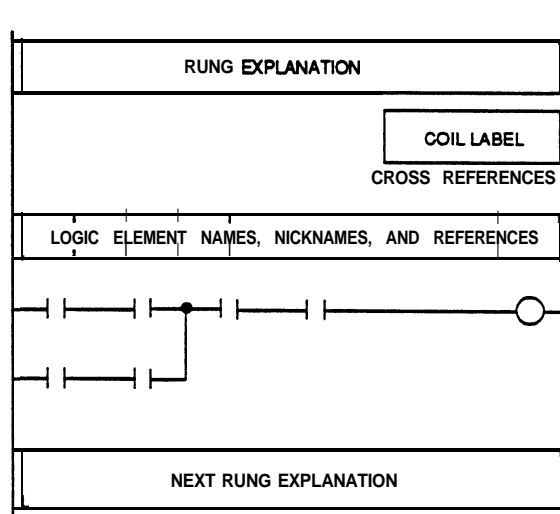 RUNG EXPLANATION
COIL LABEL
CROSS REFERENCES
LOGIC ELEMENT NAMES, NICKNAMES, AND REFERENCES
NEXT RUNG EXPLANATION